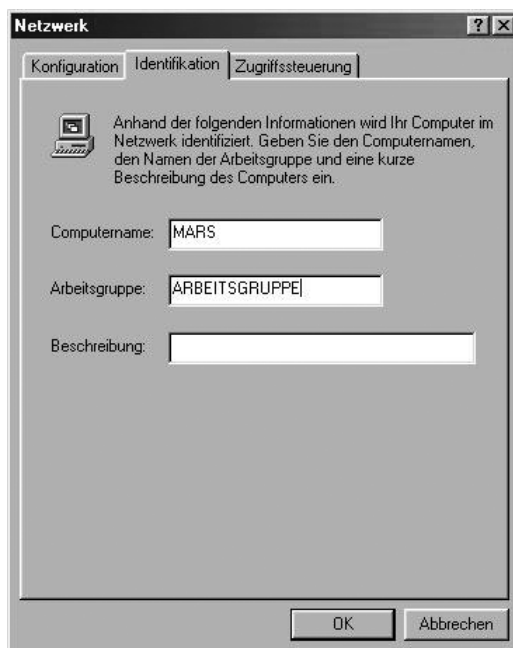 Netzwerk
Konfiguration Identifikation Zugriffssteuerung
Anhand der folgenden Informationen wird Ihr Computer im
Netzwerk identifiziert. Geben Sie den Computernamen,
den Namen der Arbeitsgruppe und eine kurze
Beschreibung des Computers ein.
Computername: MARS
Arbeitsgruppe: ARBEITSGRUPPE
Beschreibung:
OK Abbrechen